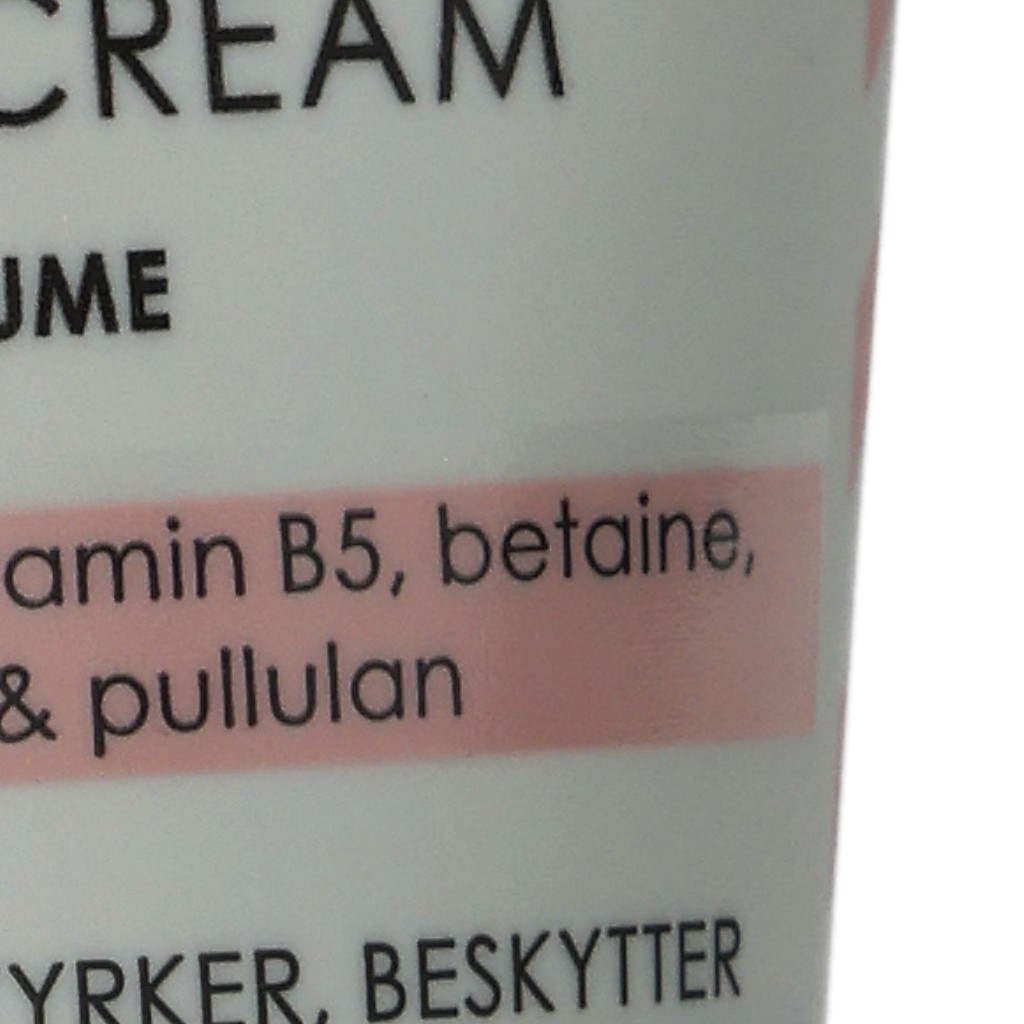 CREAM
UME
amin B5, betaine,
& pullulan
YRKER, BESKYTTER